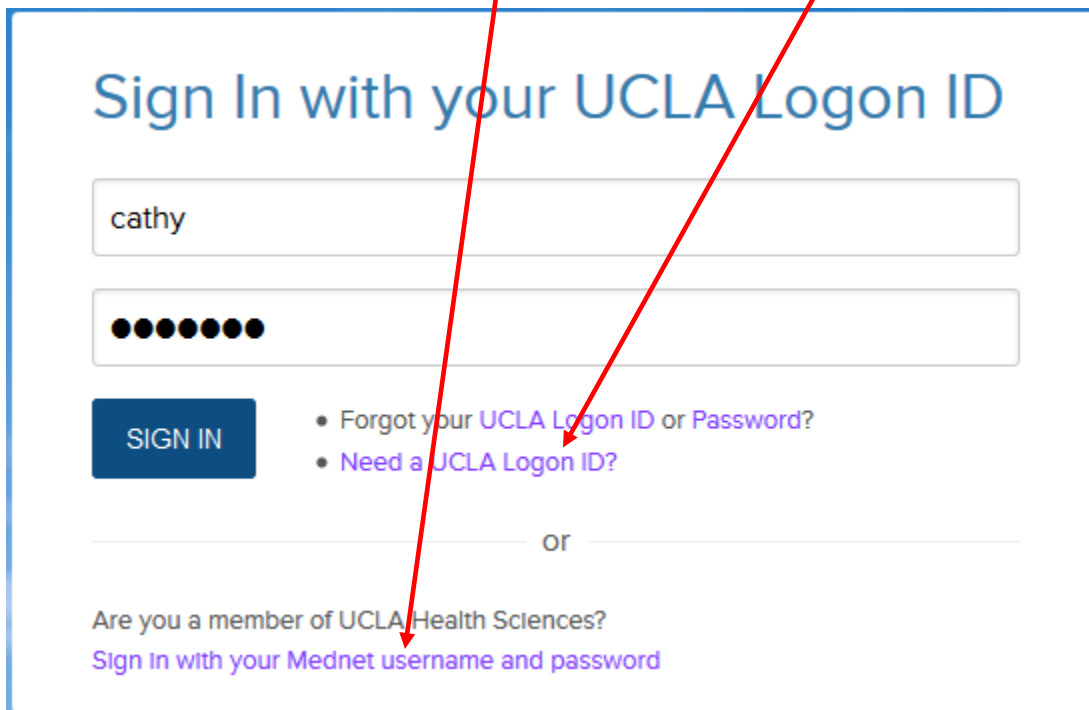 Sign In with your UCLA Logon ID
cathy
●●●●●●●
SIGN IN
• Forgot your UCLA Logon ID or Password?
• Need a UCLA Logon ID?
or
Are you a member of UCLA Health Sciences?
Sign in with your Mednet username and password